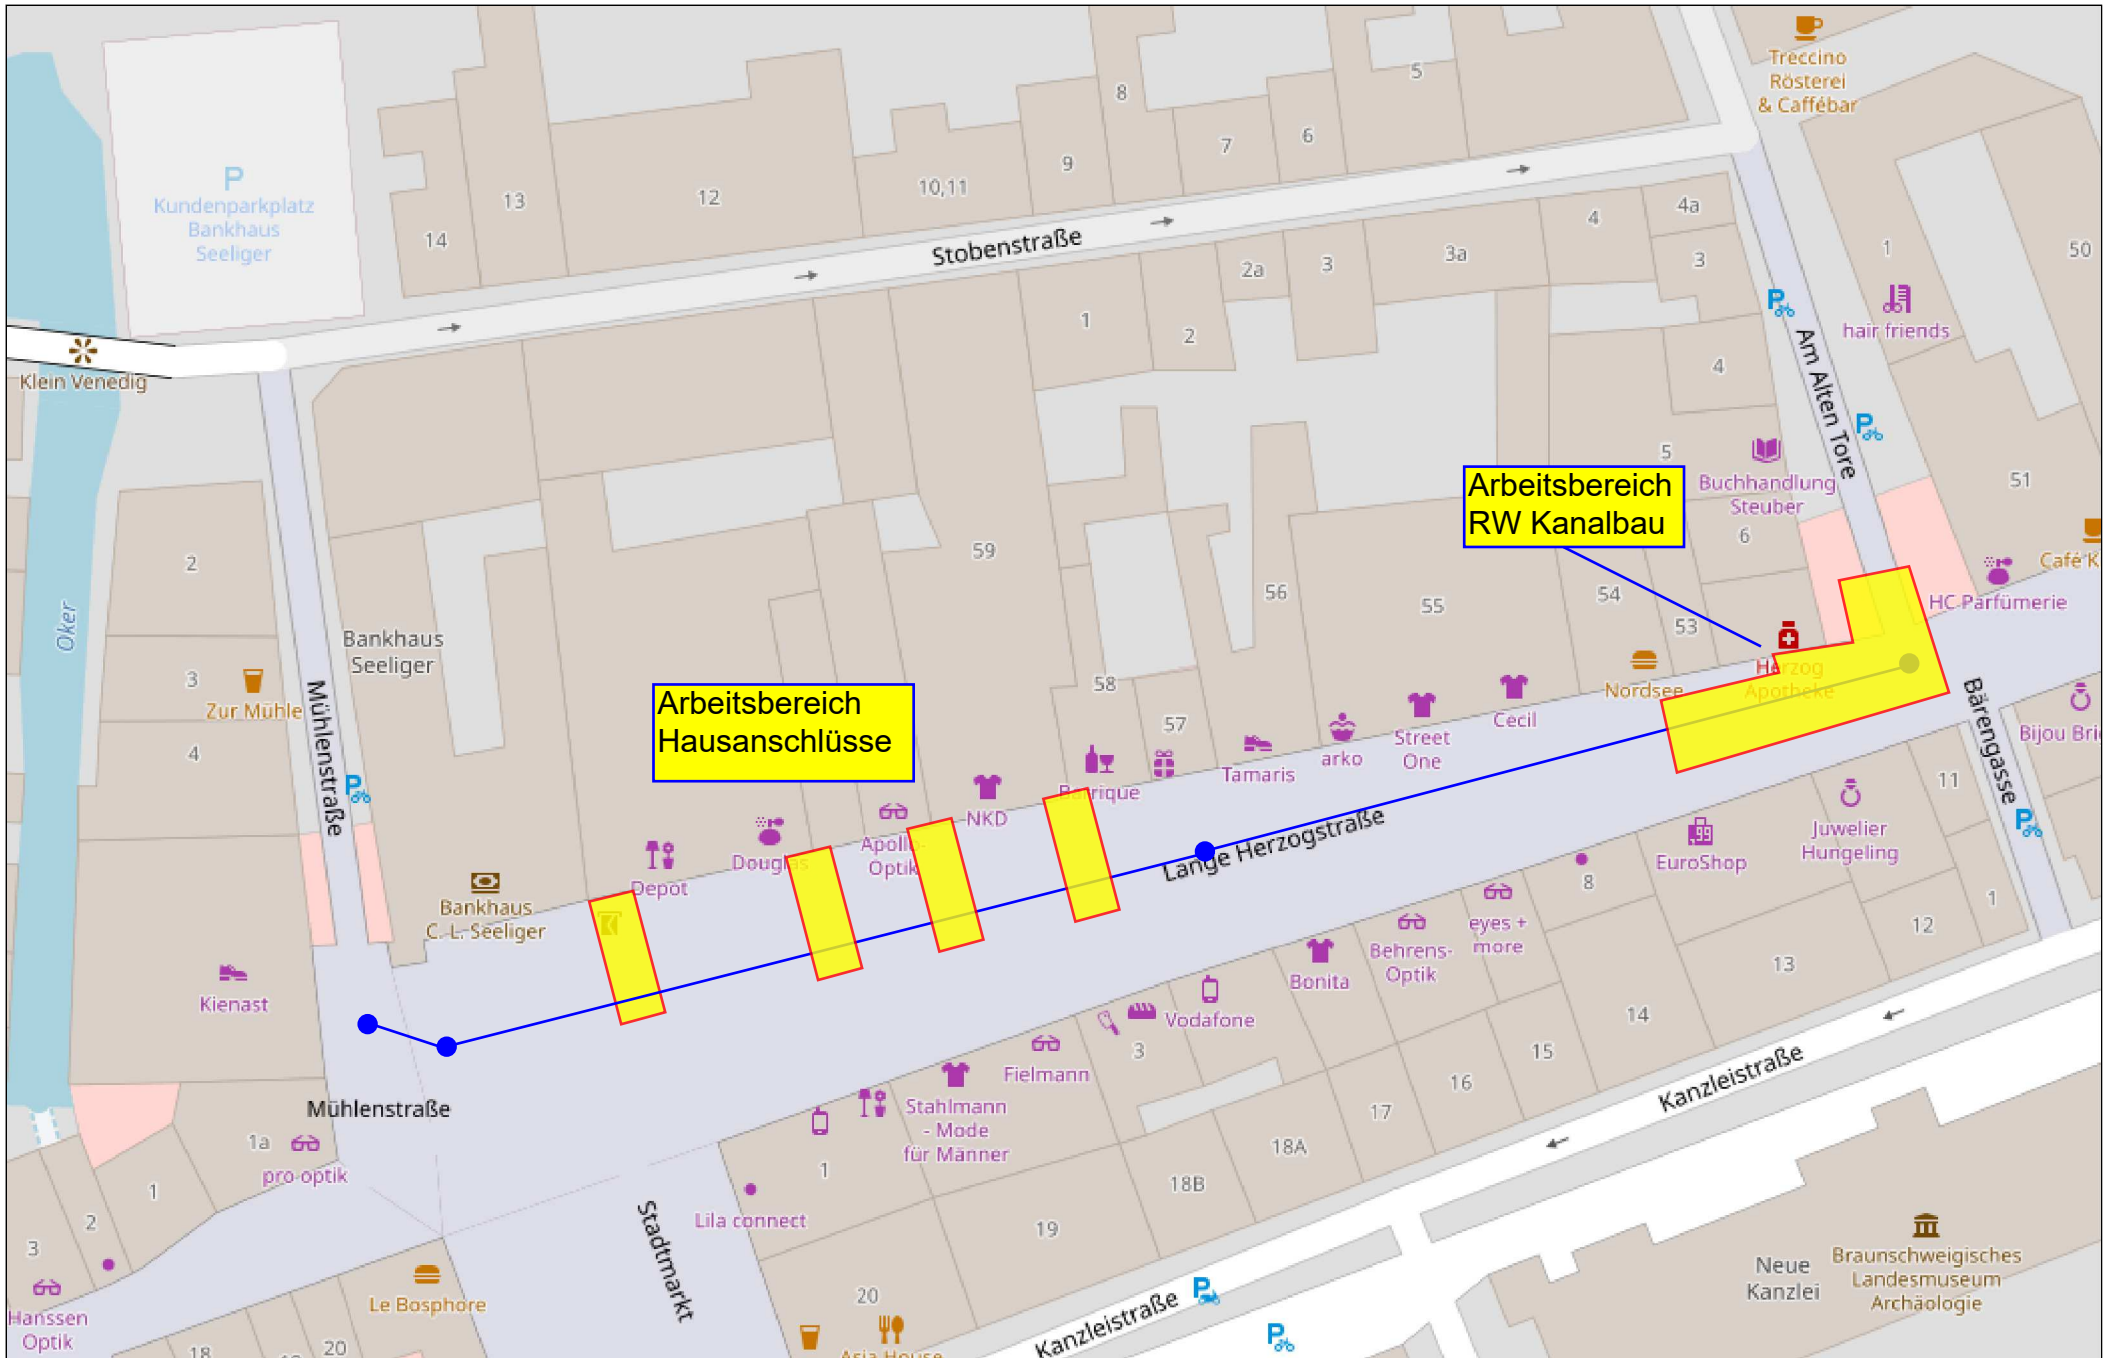 Treccino
Rösterei
& Caffébar
5
8
7
6
9
10,11
12
13
14
P
Kundenparkplatz
Bankhaus
Seeliger
Stobenstraße
4a
4
3
3a
3
2a
1
50
hair friends
P
1
2
Klein Venedig
4
Am Alten Tore
P
5
Buchhandlung
Steuber
51
Arbeitsbereich
RW Kanalbau
6
Café K
59
2
56
55
54
53
HC Parfümerie
Oker
Bankhaus
Seeliger
3
Zur Mühle
4
Mühlenstraße
P
58
57
Nordsee
Herzog
Apotheke
Arbeitsbereich
Hausanschlüsse
Cecil
Street
One
arko
Tamaris
Barrique
NKD
Apollo-
Optik
Douglas
Depot
Bankhaus
C. L. Seeliger
Lange Herzogstraße
Bärengasse
Bijou Bri
11
P
Juwelier
Hungeling
EuroShop
8
1
12
13
eyes +
more
Behrens-
Optik
Bonita
Vodafone
14
15
16
17
3
Fielmann
Stahlmann
- Mode
für Männer
18A
18B
19
Kienast
Mühlenstraße
1a
pro optik
1
2
3
Hanssen
Optik
1
Lila connect
Stadtmarkt
Le Bosphore
18
20
20
Asia House
Kanzleistraße
Kanzleistraße
P
P
Neue
Kanzlei
Braunschweigisches
Landesmuseum
Archäologie